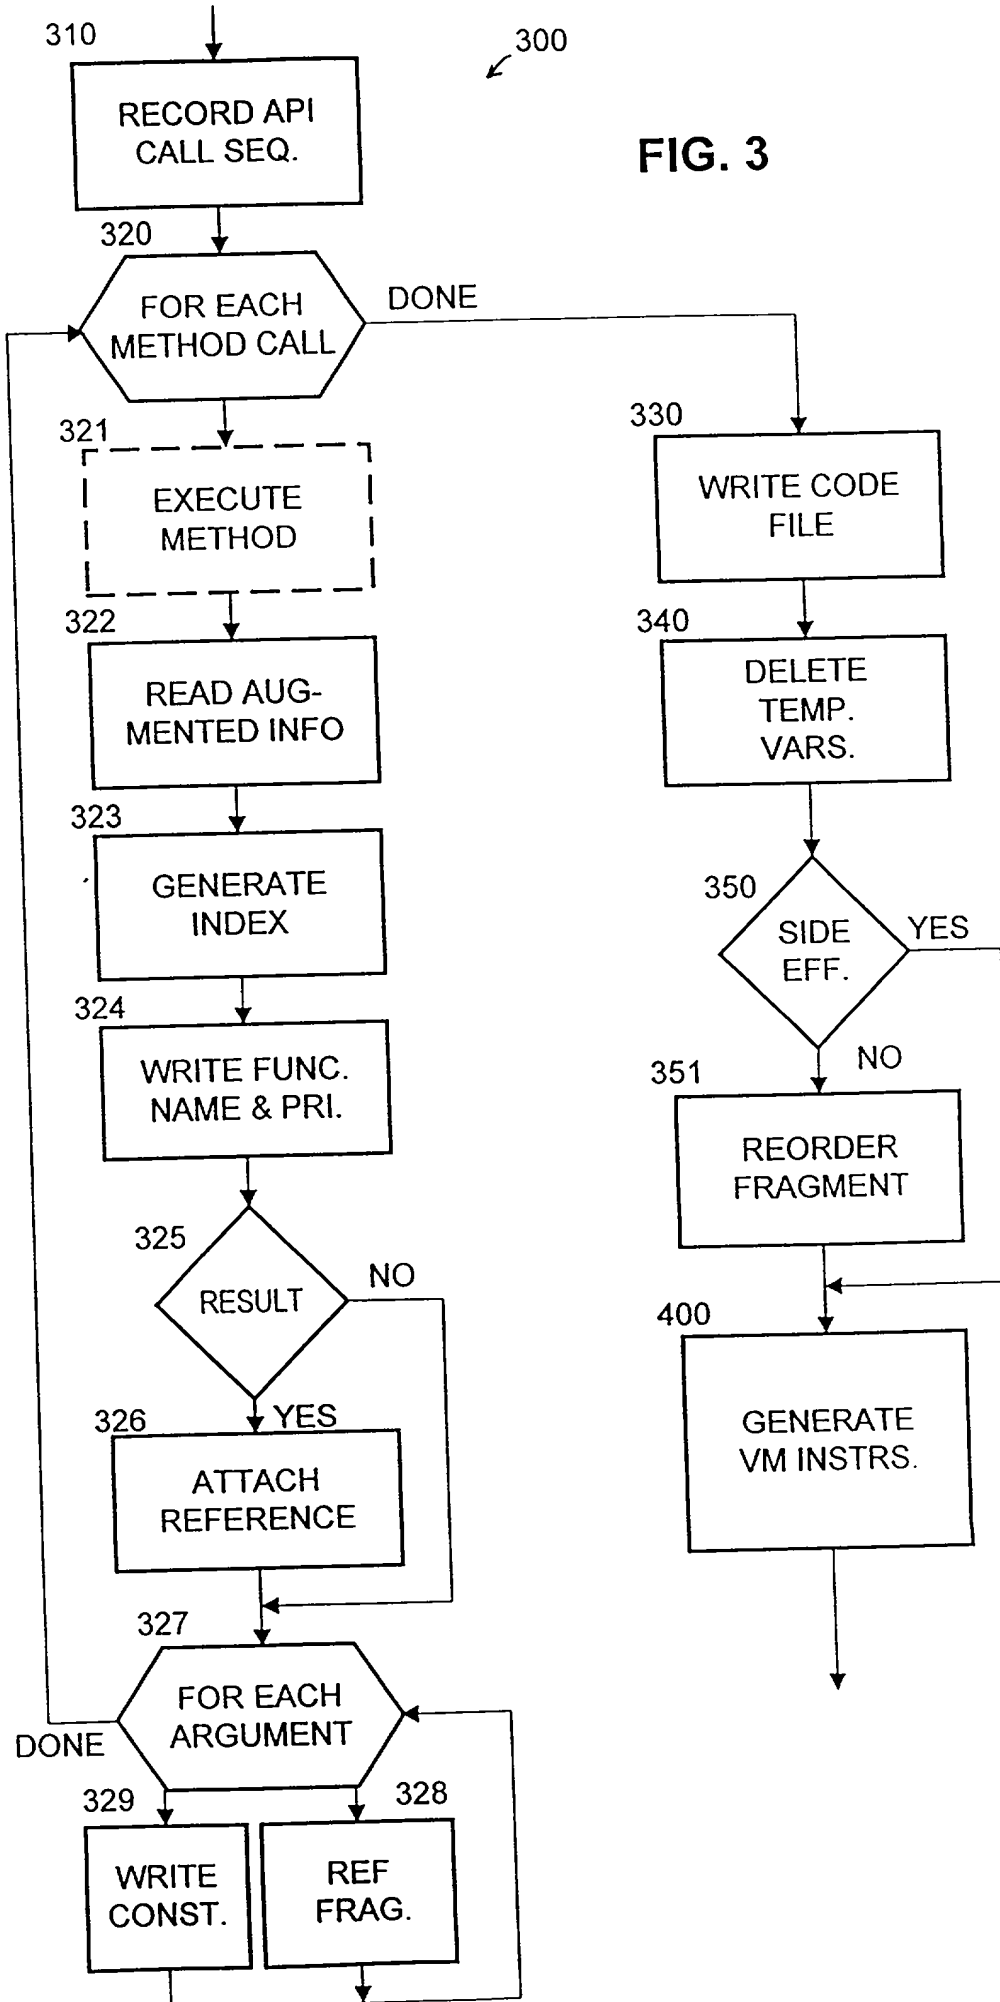 310
300
RECORD API
CALL SEQ.
FIG. 3
320
FOR EACH
METHOD CALL
DONE
321
EXECUTE
METHOD
330
WRITE CODE
FILE
322
READ AUG-
MENTED INFO
340
DELETE
TEMP.
VARS.
323
GENERATE
INDEX
350
SIDE
EFF.
YES
NO
324
WRITE FUNC.
NAME & PRI.
351
REORDER
FRAGMENT
325
RESULT
NO
YES
400
GENERATE
VM INSTRS.
326
ATTACH
REFERENCE
327
FOR EACH
ARGUMENT
DONE
329
WRITE
CONST.
328
REF
FRAG.